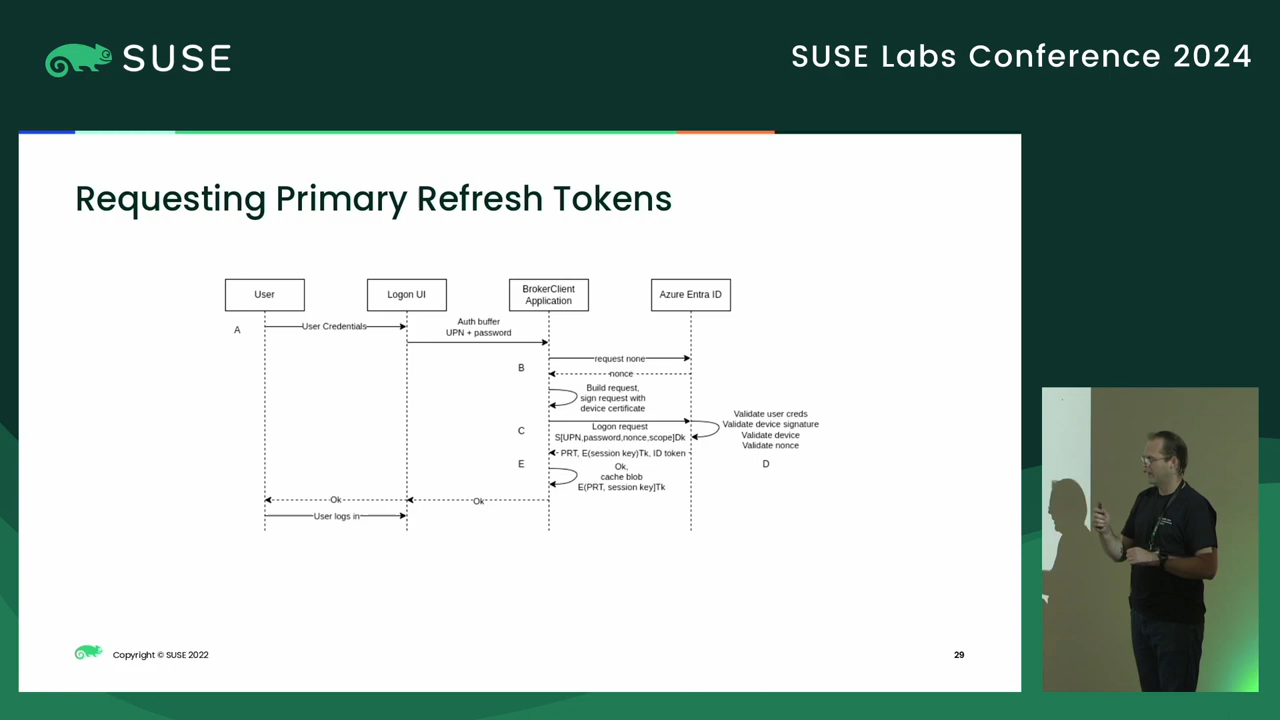 SUSE
SUSE Labs Conference 2024
Requesting Primary Refresh Tokens
User
Logon UI
BrokerClient
Application
Azure Entra ID
A
User Credentials
Auth buffer
UPN + password
B
request none
nonce
Build request,
sign request with
device certificate
C
Logon request
S[UPN,password,nonce,scope]Dk
Validate user creds
Validate device signature
Validate device
Validate nonce
D
E
PRT, E(session key)Tk, ID token
Ok,
cache blob
E(PRT, session key]Tk
Ok
Ok
User logs in
Copyright © SUSE 2022
29